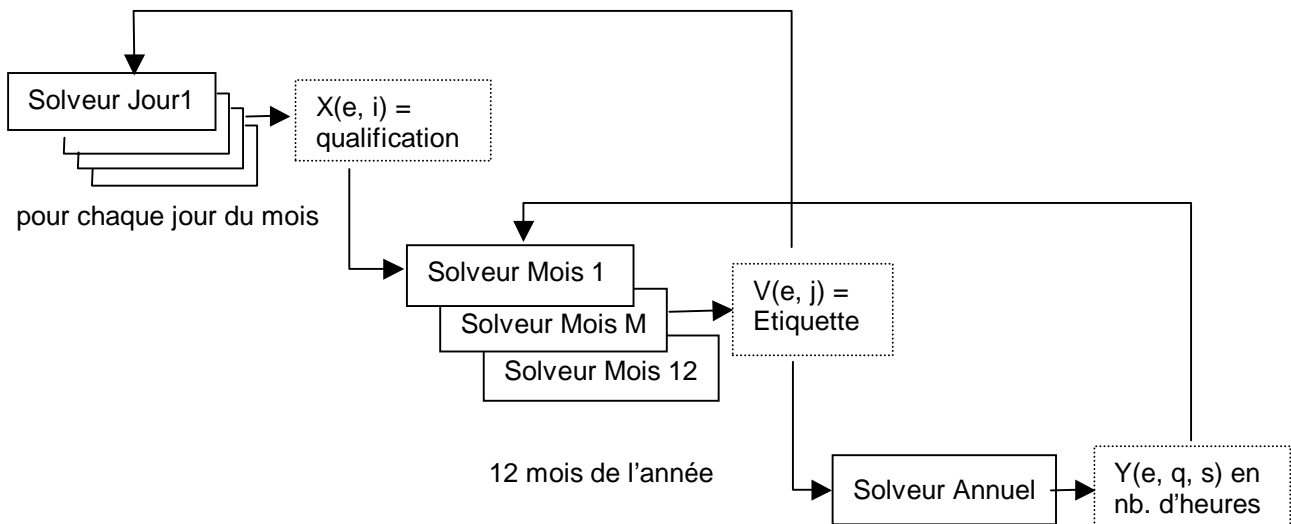 Solveur Jour1
X(e, i) =
qualification
pour chaque jour du mois
Solveur Mois 1
Solveur Mois M
Solveur Mois 12
V(e, j) =
Etiquette
12 mois de l'année
Solveur Annuel
Y(e, q, s) en
nb. d'heures